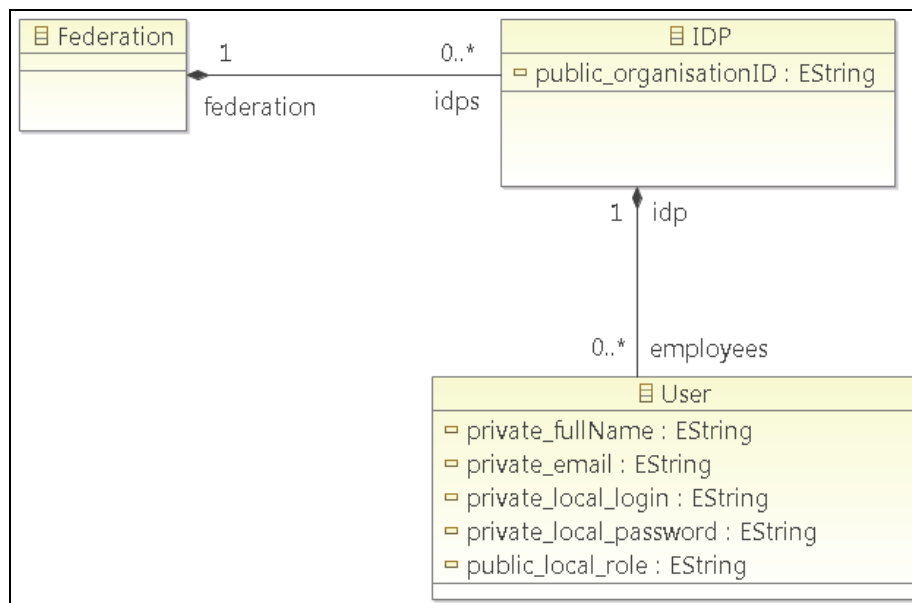 Federation
1
0..*
federation
idps
IDP
public_organisationID : EString
1
idp
0..*
employees
User
private_fullName : EString
private_email : EString
private_local_login : EString
private_local_password : EString
public_local_role : EString